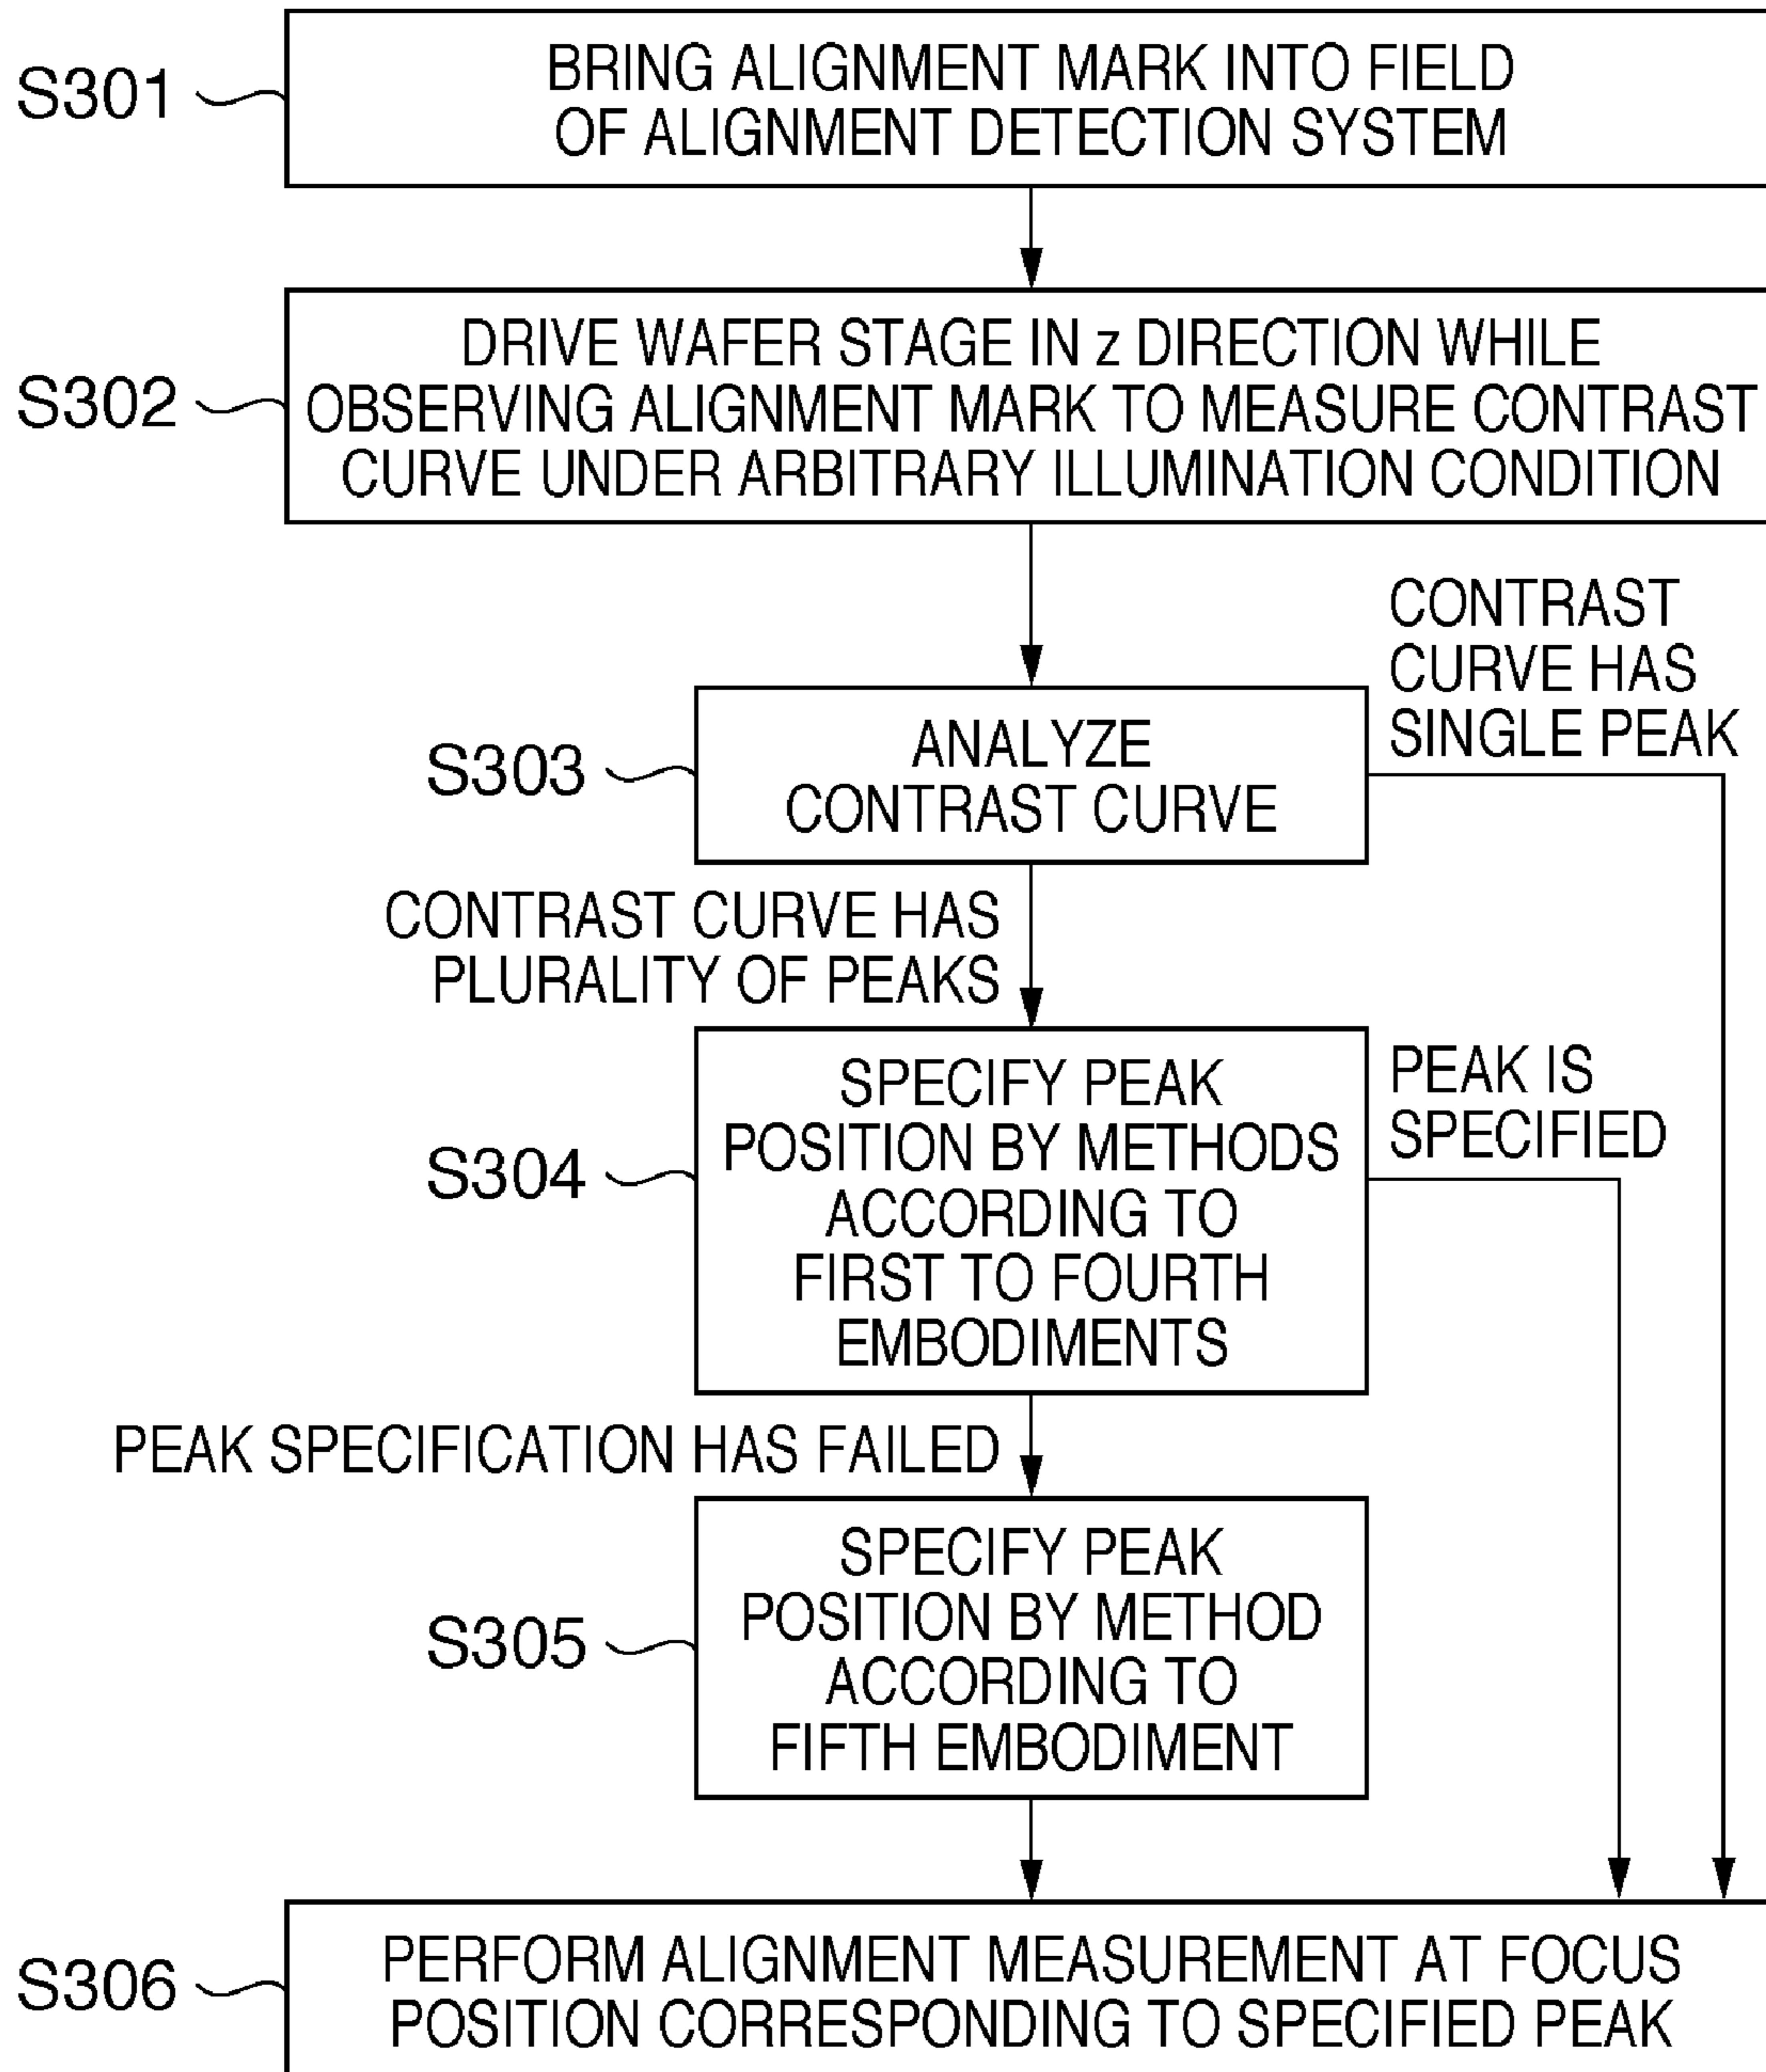 S301
BRING ALIGNMENT MARK INTO FIELD
OF ALIGNMENT DETECTION SYSTEM
S302
DRIVE WAFER STAGE IN z DIRECTION WHILE
OBSERVING ALIGNMENT MARK TO MEASURE CONTRAST
CURVE UNDER ARBITRARY ILLUMINATION CONDITION
CONTRAST
CURVE HAS
SINGLE PEAK
S303
ANALYZE
CONTRAST CURVE
CONTRAST CURVE HAS
PLURALITY OF PEAKS
S304
SPECIFY PEAK
POSITION BY METHODS
ACCORDING TO
FIRST TO FOURTH
EMBODIMENTS
PEAK IS
SPECIFIED
PEAK SPECIFICATION HAS FAILED
S305
SPECIFY PEAK
POSITION BY METHOD
ACCORDING TO
FIFTH EMBODIMENT
S306
PERFORM ALIGNMENT MEASUREMENT AT FOCUS
POSITION CORRESPONDING TO SPECIFIED PEAK